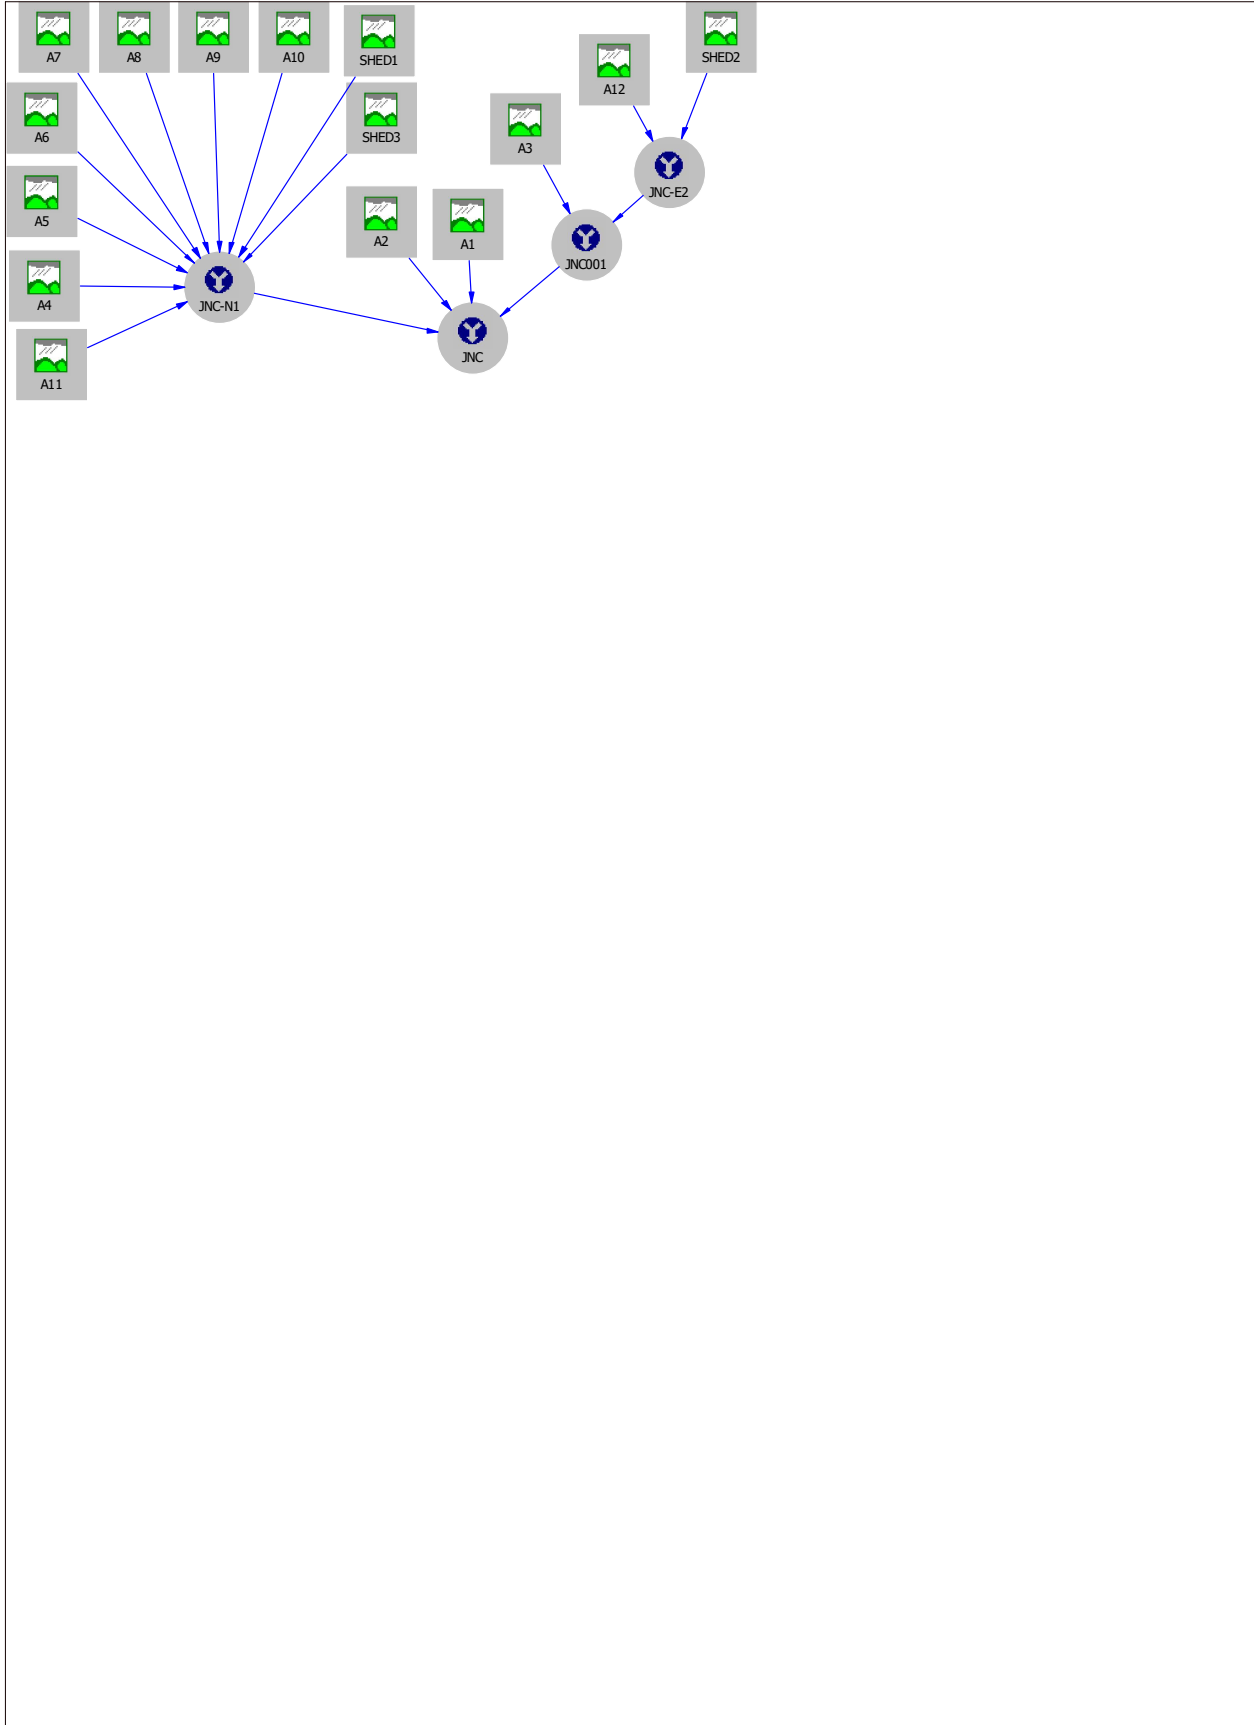 A7
A8
A9
A10
SHED1
SHED2
A12
A6
SHED3
A3
JNC-E2
A5
A2
A1
JNC001
A4
JNC-N1
JNC
A11